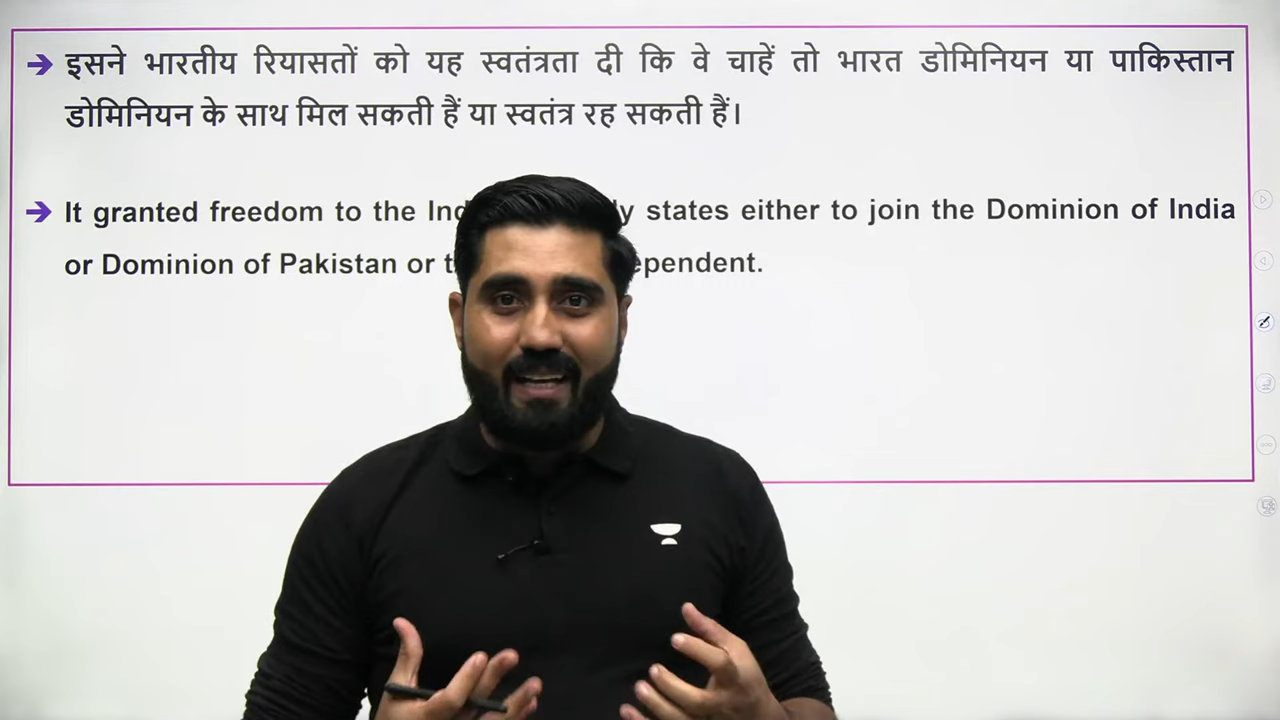 इसने भारतीय रियासतों को यह स्वतंत्रता दी कि वे चाहें तो भारत डोमिनियन या पाकिस्तान
डोमिनियन के साथ मिल सकती हैं या स्वतंत्र रह सकती हैं।
It granted freedom to the states either to join the Dominion of India
or Dominion of Pakistan or